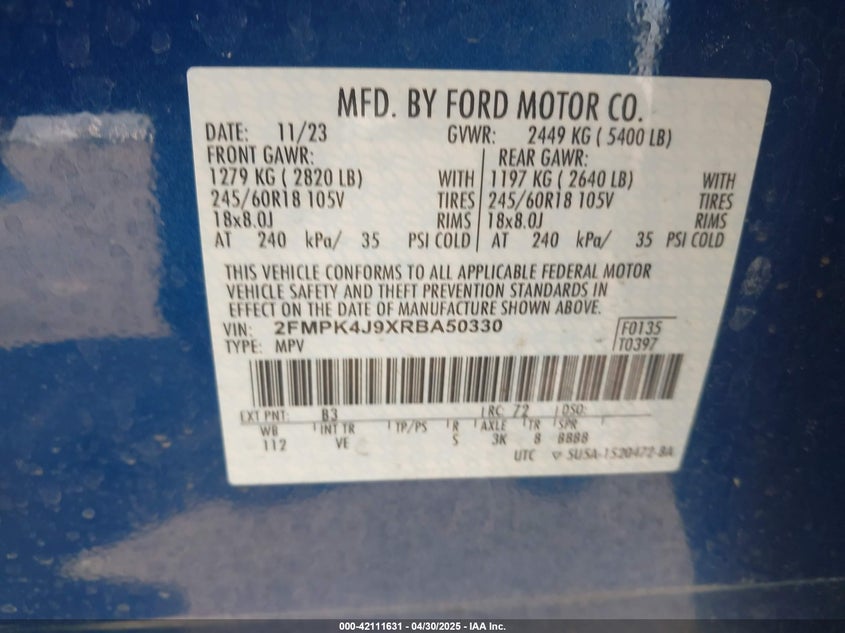 MFD. BY FORD MOTOR CO.
DATE: 11/23 GVWR: 2449 KG ( 5400 LB)
FRONT GAWR: REAR GAWR:
1279 KG ( 2820 LB) WITH 1197 KG ( 2640 LB) WITH
245/60R18 105V TIRES 245/60R18 105V TIRES
18x8.0J RIMS 18x8.0J RIMS
AT 240 kPa/ 35 PSI COLD AT 240 kPa/ 35 PSI COLD
THIS VEHICLE CONFORMS TO ALL APPLICABLE FEDERAL MOTOR
VEHICLE SAFETY AND THEFT PREVENTION STANDARDS IN
EFFECT ON THE DATE OF MANUFACTURE SHOWN ABOVE.
VIN: 2FMPK4J9XRBA50330 F0135
TYPE: MPV T0397
EXT PNT: B3 RC: 72 DSO:
WB INT TR TP/PS R AXLE TR SPR
112 VE S 3K 8 8888
UTC ▽ SU5A-1520472-8A
000-42111631 - 04/30/2025 - IAA Inc.